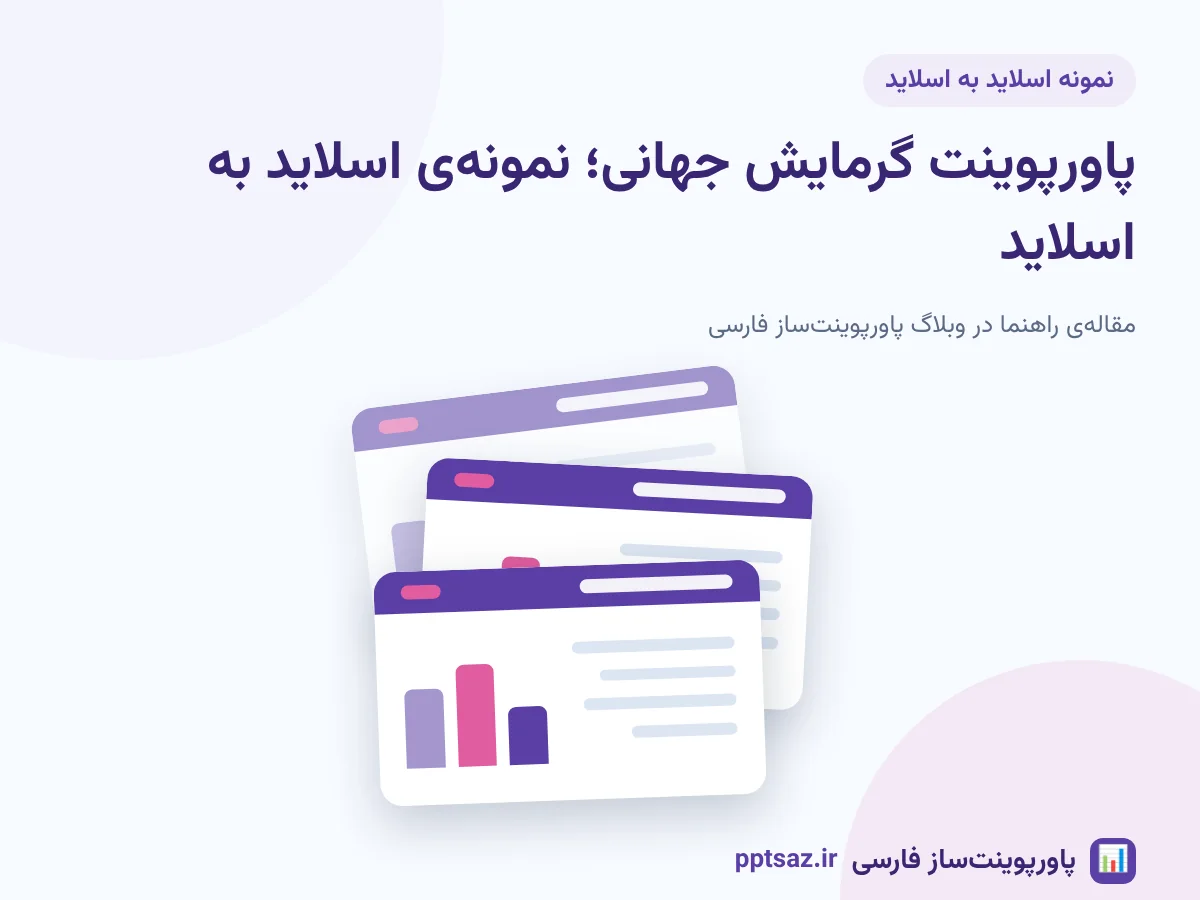 نمونه اسلاید به اسلاید
پاورپوینت گرمایش جهانی؛ نمونه‌ی اسلاید به
اسلاید
مقاله‌ی راهنما در وبلاگ پاورپوینت‌ساز فارسی
پاورپوینت‌ساز فارسی pptsaz.ir